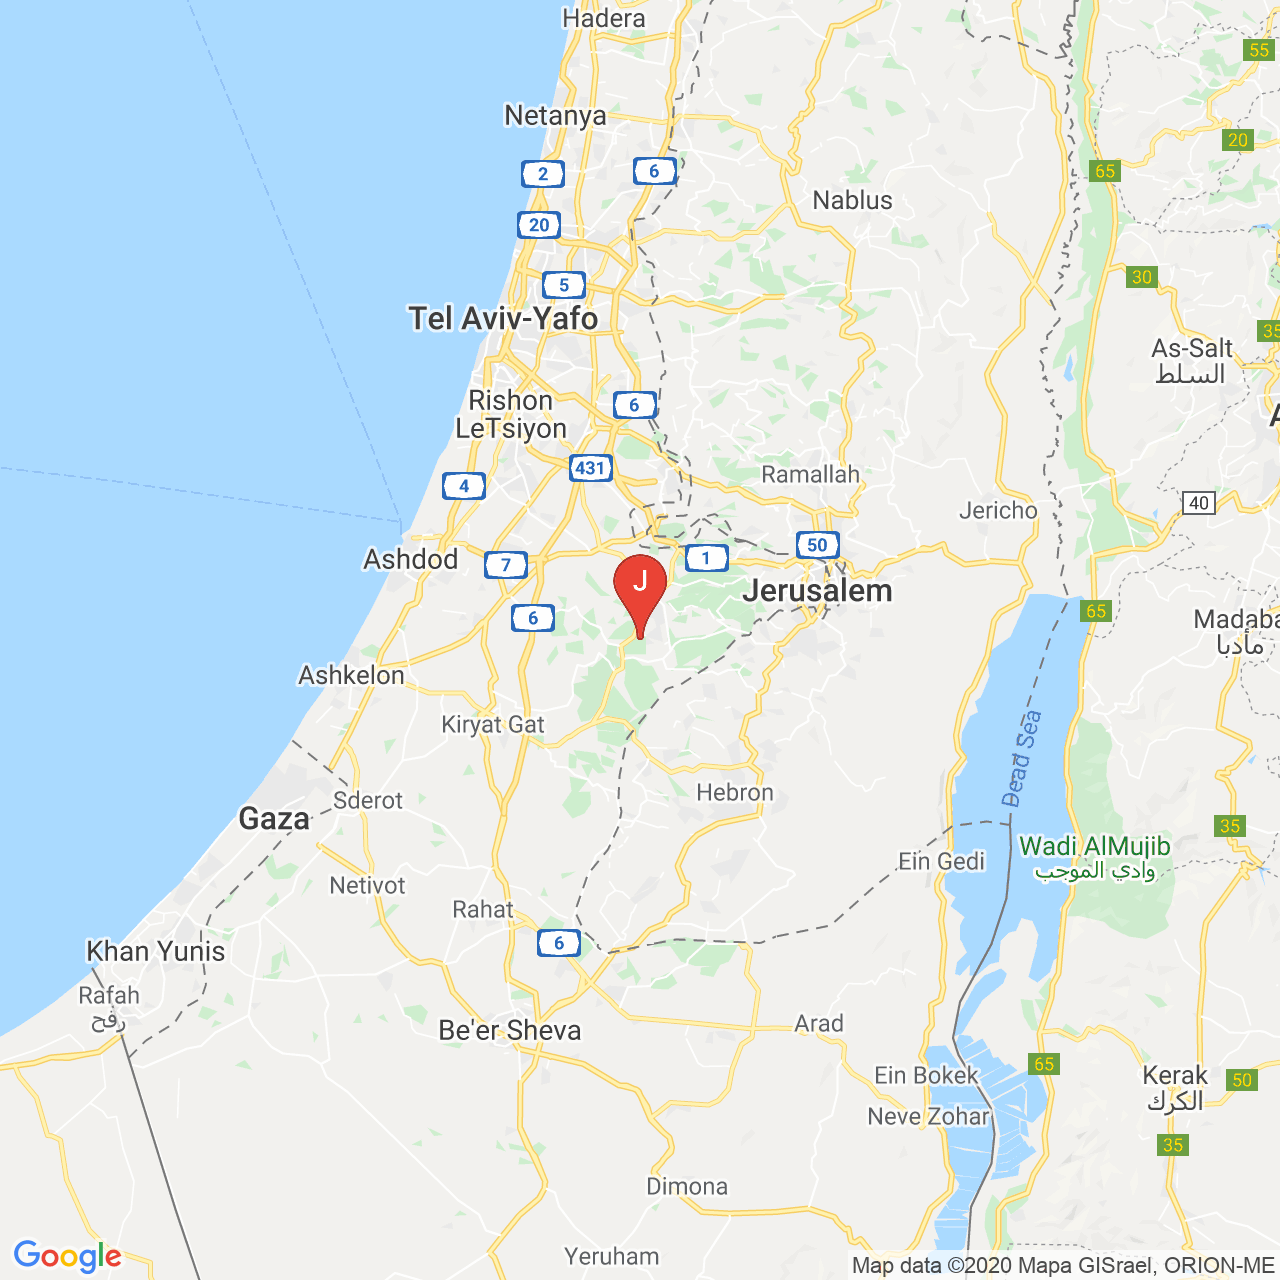 Hadera
55
Netanya
20
2
6
65
Nablus
20
30
5
Tel Aviv-Yafo
35
As-Salt
السلط
Rishon
LeTsiyon
6
A
431
Ramallah
4
40
Jericho
50
Ashdod
7
1
J
Jerusalem
6
65
Madaba
مأدبا
Ashkelon
Kiryat Gat
Dead Sea
Hebron
Sderot
Gaza
35
Wadi AlMujib
وادي الموجب
Ein Gedi
Netivot
Rahat
6
Khan Yunis
Rafah
رفح
Arad
Be'er Sheva
65
Ein Bokek
Kerak
الكرك
50
Neve Zohar
35
Dimona
Yeruham
Google
Map data ©2020 Mapa GISrael, ORION-ME